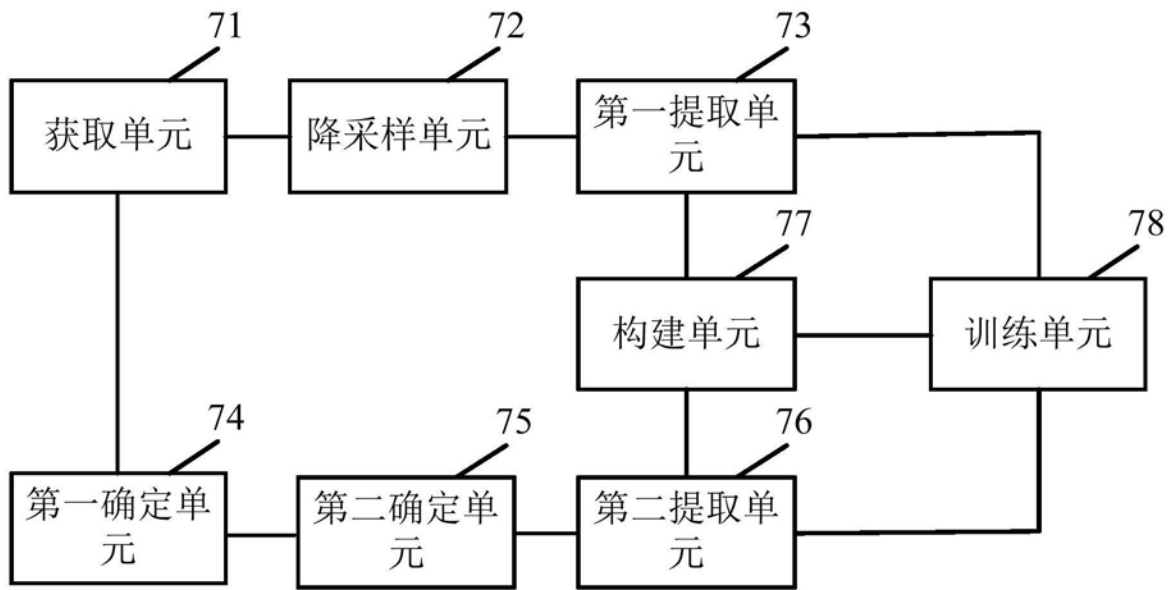 71
72
73
获取单元
降采样单元
第一提取单
元
77
78
构建单元
训练单元
74
75
76
第一确定单
元
第二确定单
元
第二提取单
元